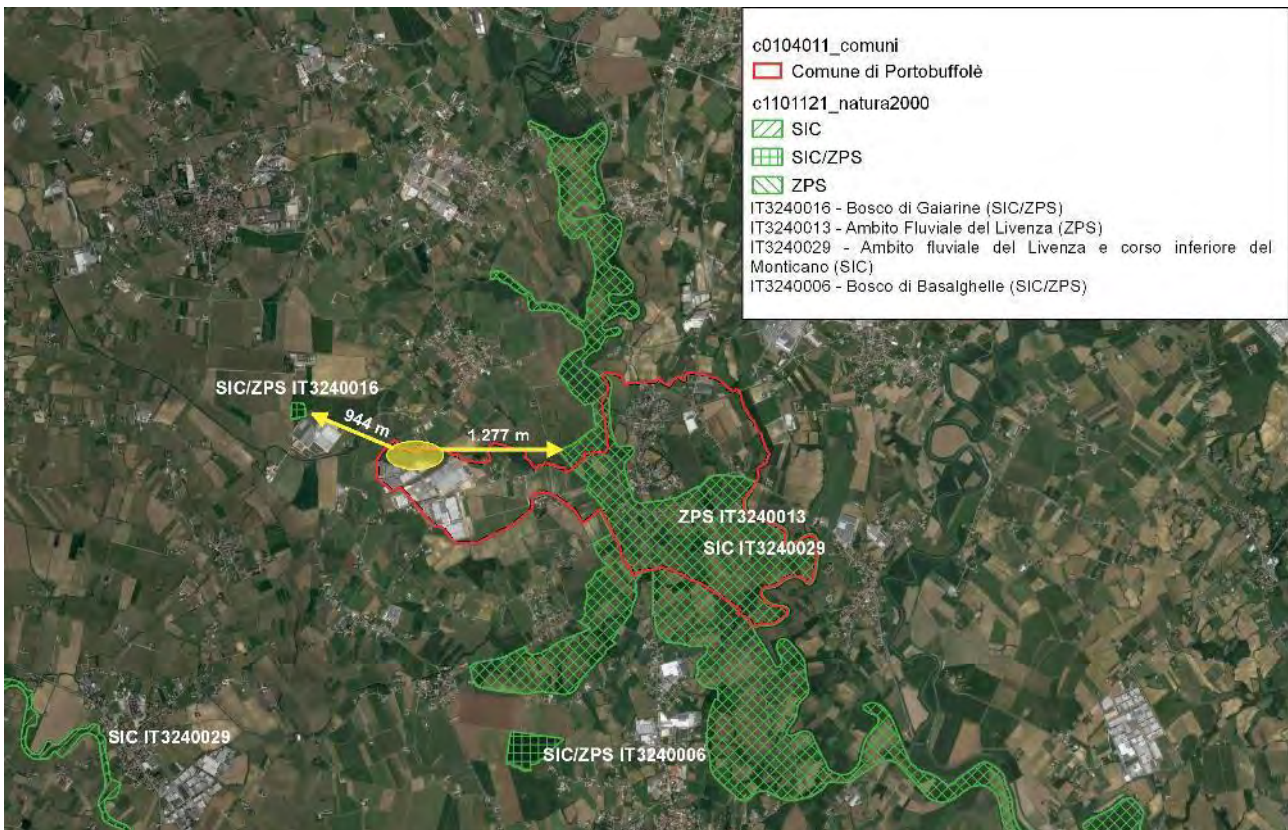 c0104011_comuni
Comune di Portobuffolè
c1101121_natura2000
SIC
SIC/ZPS
ZPS
IT3240016 - Bosco di Gaiarine (SIC/ZPS)
IT3240013 - Ambito Fluviale del Livenza (ZPS)
IT3240029 - Ambito fluviale del Livenza e corso inferiore del
Monticano (SIC)
IT3240006 - Bosco di Basalghelle (SIC/ZPS)
SIC/ZPS IT3240016
944 m
1.277 m
ZPS IT3240013
SIC IT3240029
SIC IT3240029
SIC/ZPS IT3240006